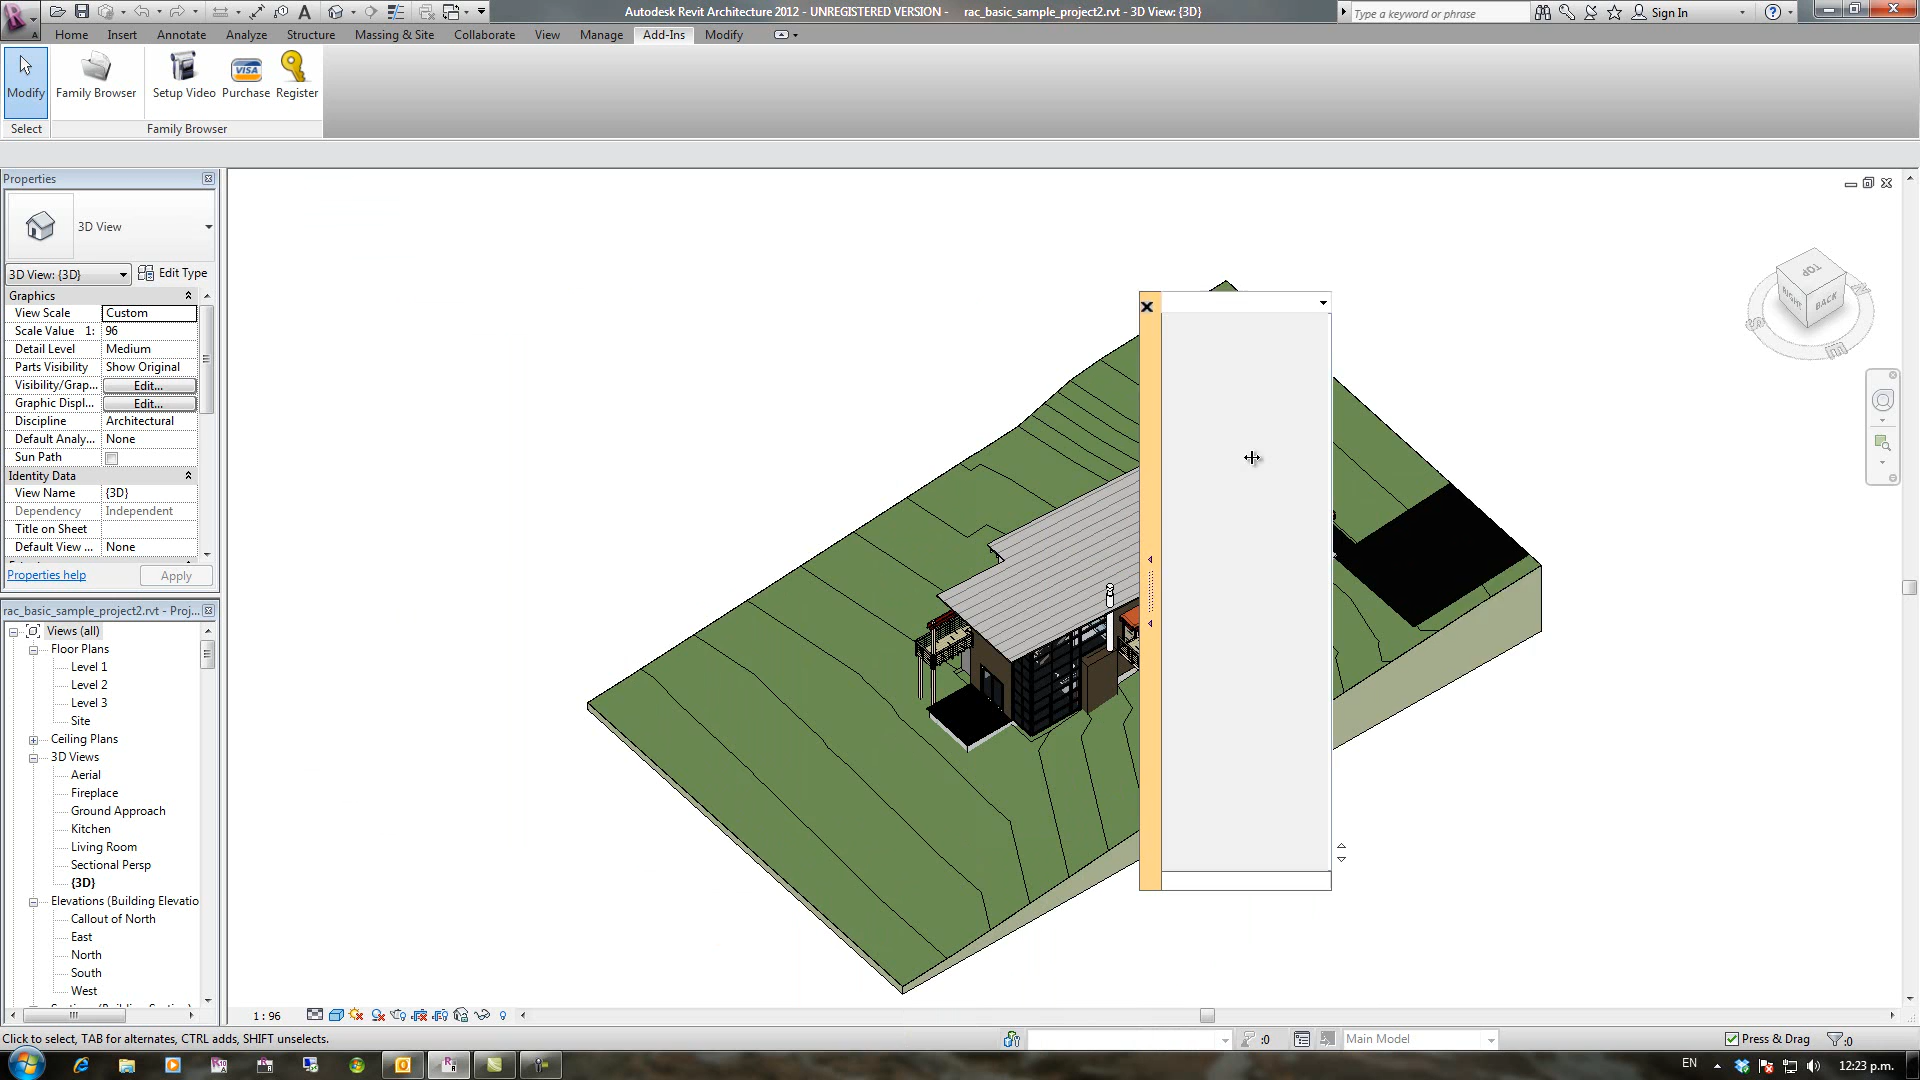 Autodesk Revit Architecture 2012 - UNREGISTERED VERSION - rac_basic_sample_project2.rvt - 3D View: {3D}
Type a keyword or phrase
Sign In
Home Insert Annotate Analyze Structure Massing & Site Collaborate View Manage Add-Ins Modify
VISA
Modify Family Browser Setup Video Purchase Register
Select Family Browser
Properties
3D View
3D View: {3D} Edit Type
Graphics
View Scale Custom
Scale Value 1: 96
Detail Level Medium
Parts Visibility Show Original
Visibility/Grap... Edit...
Graphic Displ... Edit...
Discipline Architectural
Default Analy... None
Sun Path
Identity Data
View Name {3D}
Dependency Independent
Title on Sheet
Default View ... None
Properties help Apply
rac_basic_sample_project2.rvt - Proj...
Views (all)
Floor Plans
Level 1
Level 2
Level 3
Site
Ceiling Plans
3D Views
Aerial
Fireplace
Ground Approach
Kitchen
Living Room
Sectional Persp
{3D}
Elevations (Building Elevatio
Callout of North
East
North
South
West
TOP
RIGHT BACK
S E
1 : 96
Click to select, TAB for alternates, CTRL adds, SHIFT unselects.
:0 Main Model Press & Drag :0
EN 12:23 p.m.